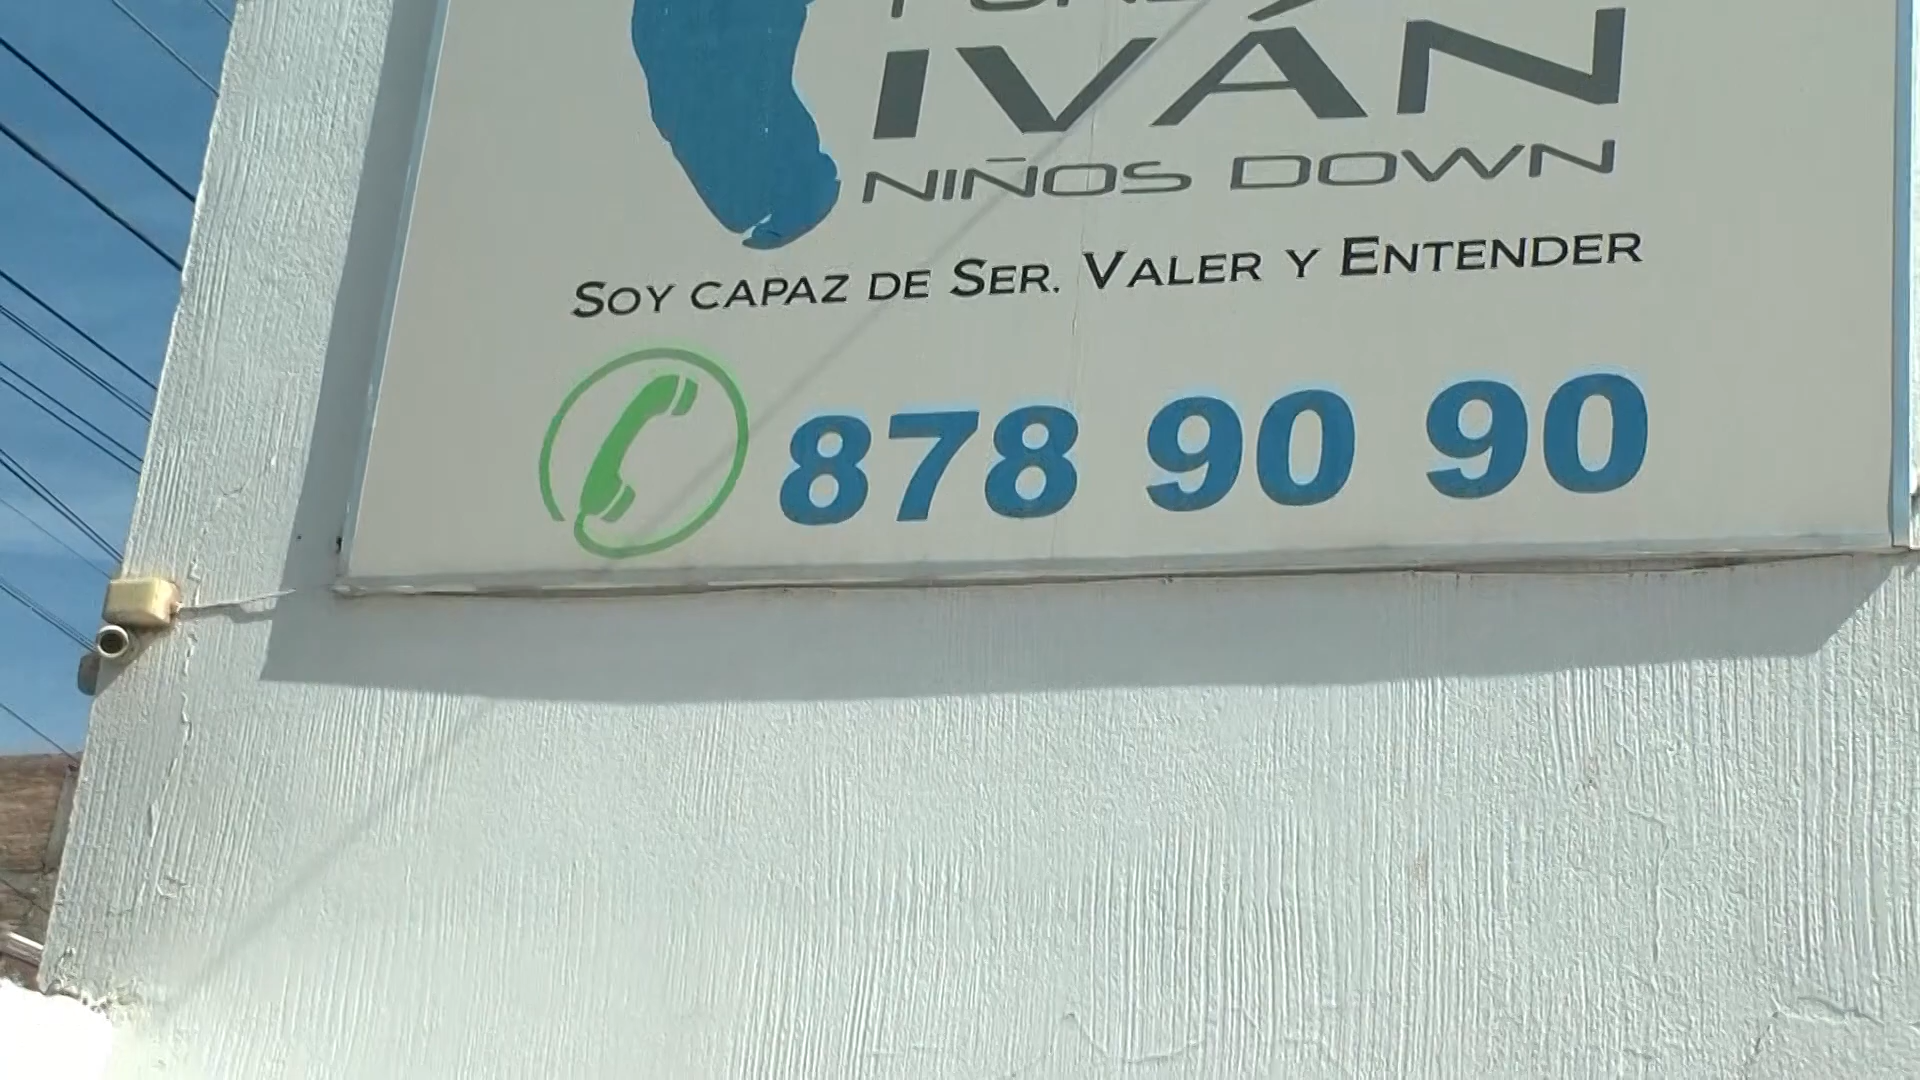 IVÁN
NIÑOS DOWN
SOY CAPAZ DE SER. VALER Y ENTENDER
878 90 90